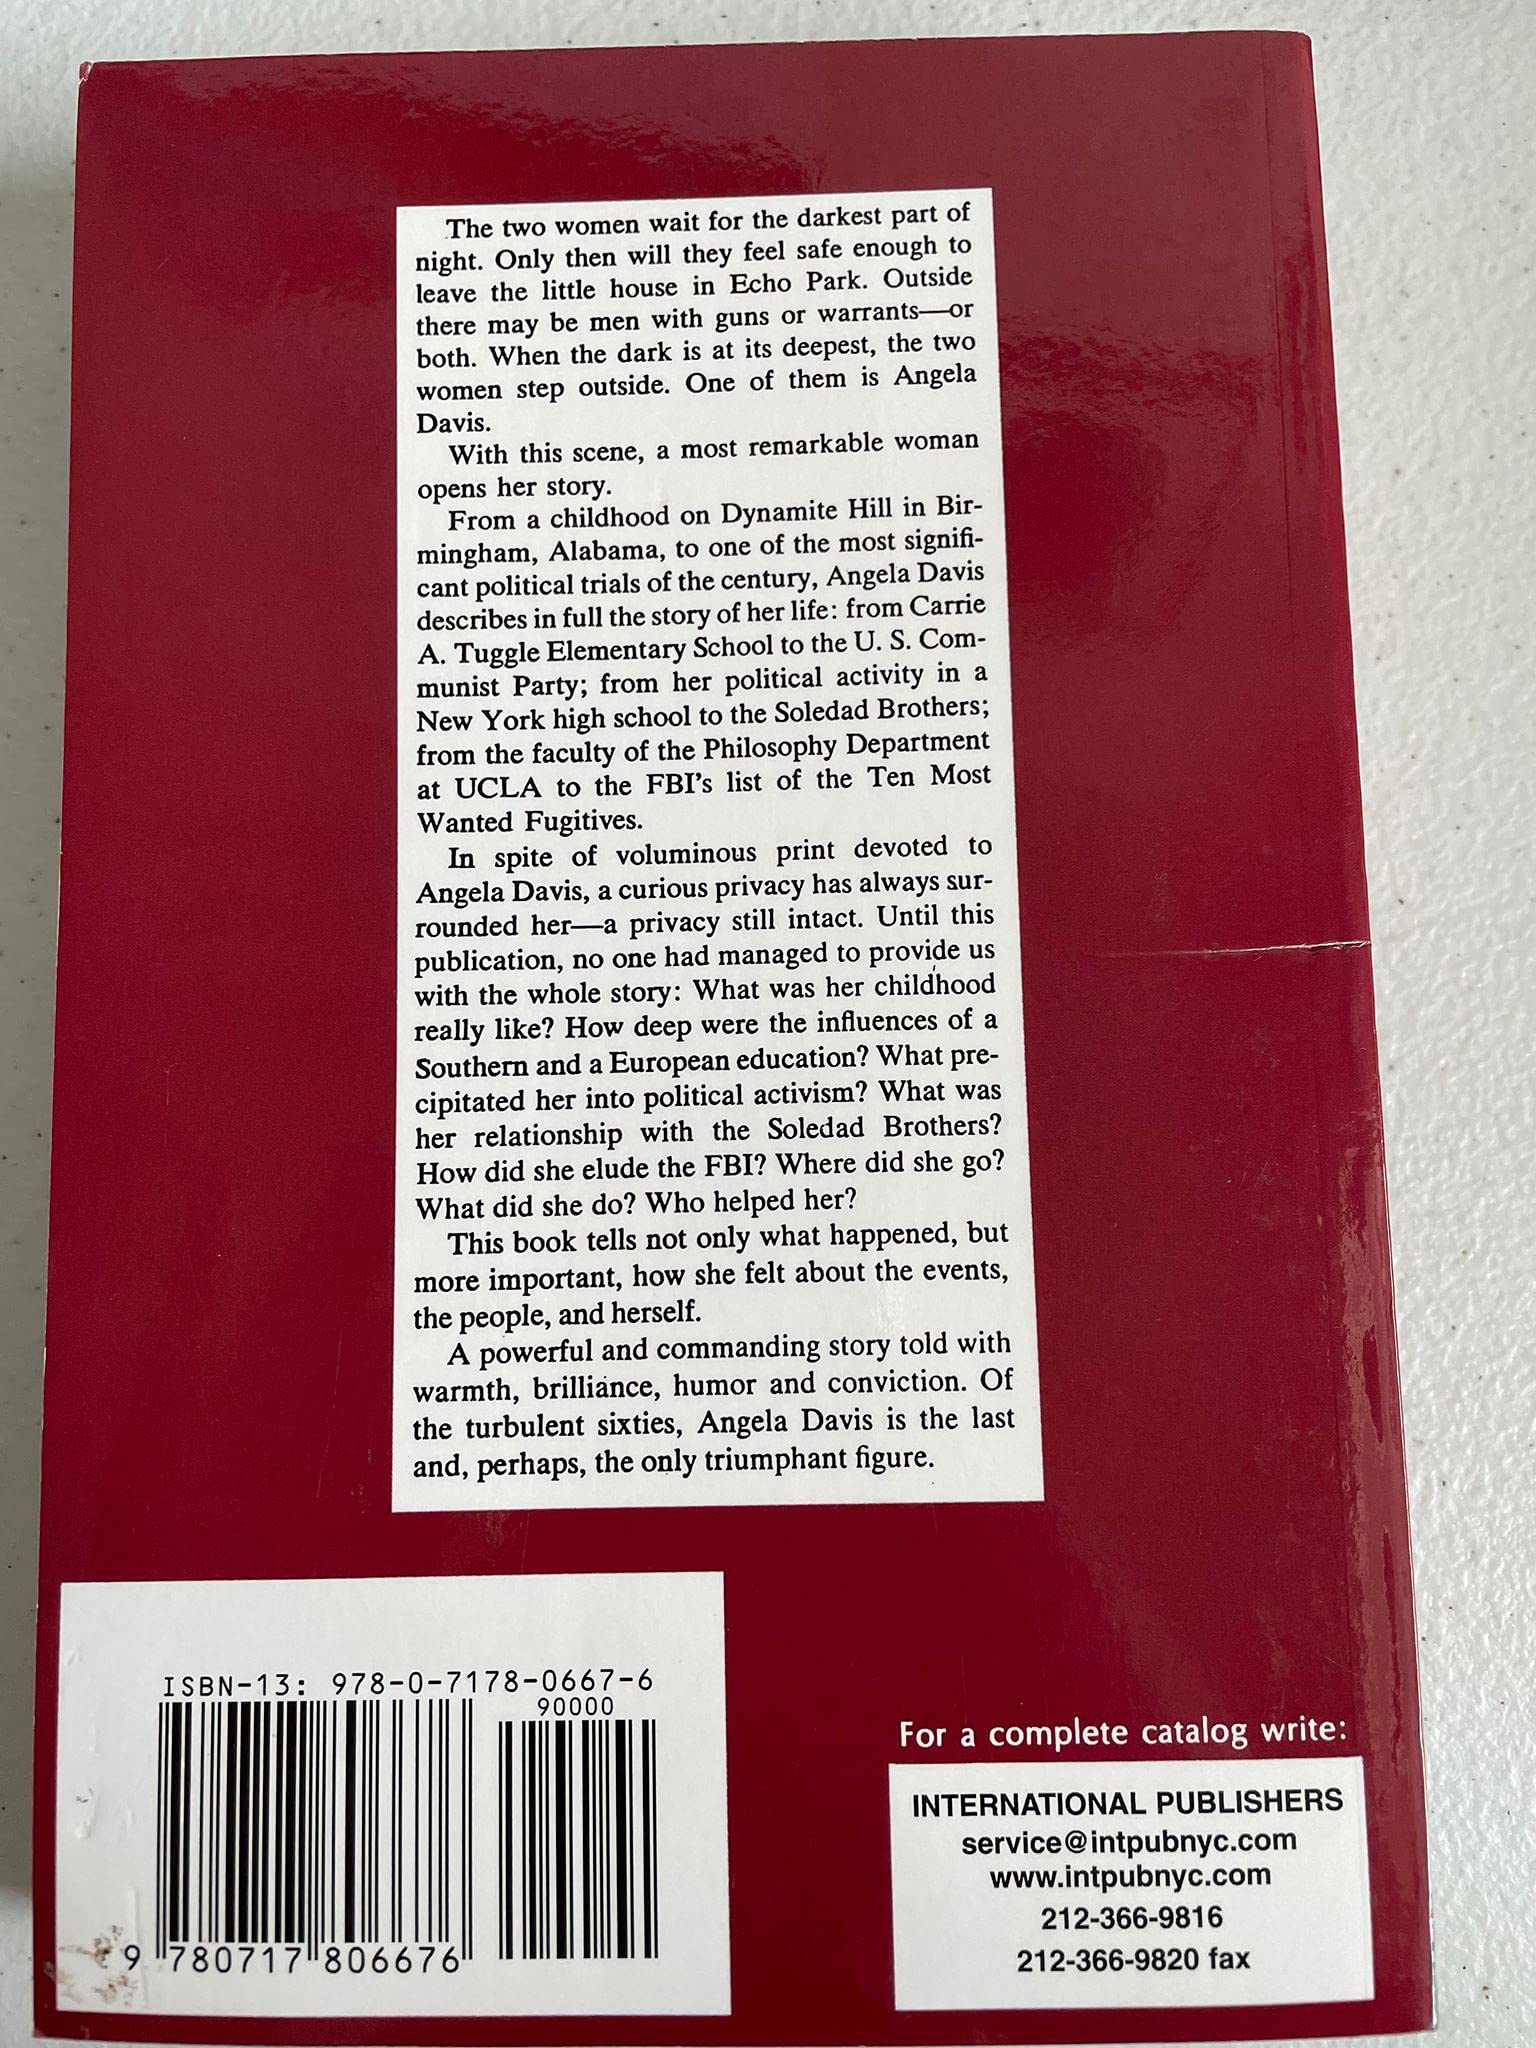 The two women wait for the darkest part of
night. Only then will they feel safe enough to
leave the little house in Echo Park. Outside
there may be men with guns or warrants—or
both. When the dark is at its deepest, the two
women step outside. One of them is Angela
Davis.
With this scene, a most remarkable woman
opens her story.
From a childhood on Dynamite Hill in Bir-
mingham, Alabama, to one of the most signifi-
cant political trials of the century, Angela Davis
describes in full the story of her life: from Carrie
A. Tuggle Elementary School to the U. S. Com-
munist Party; from her political activity in a
New York high school to the Soledad Brothers;
from the faculty of the Philosophy Department
at UCLA to the FBI's list of the Ten Most
Wanted Fugitives.
In spite of voluminous print devoted to
Angela Davis, a curious privacy has always sur-
rounded her—a privacy still intact. Until this
publication, no one had managed to provide us
with the whole story: What was her childhood
really like? How deep were the influences of a
Southern and a European education? What pre-
cipitated her into political activism? What was
her relationship with the Soledad Brothers?
How did she elude the FBI? Where did she go?
What did she do? Who helped her?
This book tells not only what happened, but
more important, how she felt about the events,
the people, and herself.
A powerful and commanding story told with
warmth, brilliance, humor and conviction. Of
the turbulent sixties, Angela Davis is the last
and, perhaps, the only triumphant figure.
ISBN-13: 978-0-7178-0667-6
90000
9 780717 806676
For a complete catalog write:
INTERNATIONAL PUBLISHERS
service@intpubnyc.com
www.intpubnyc.com
212-366-9816
212-366-9820 fax